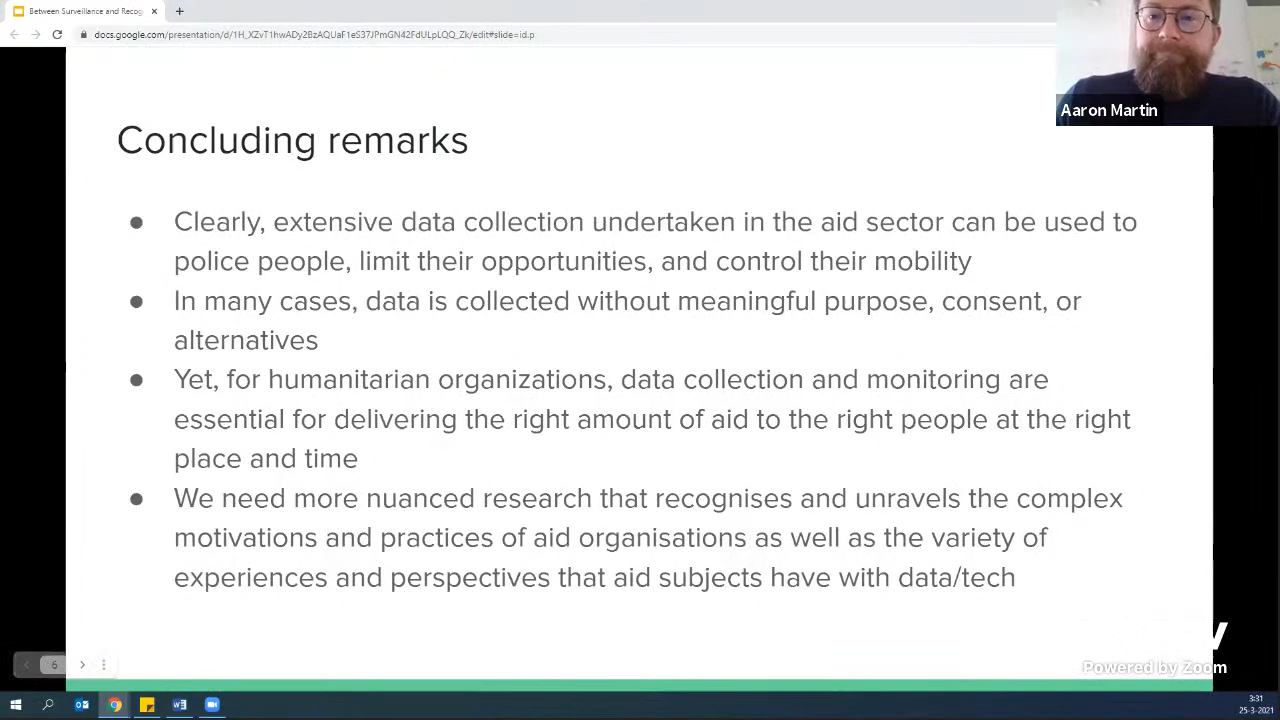 Between Surveillance and Recog
docs.google.com/presentation/d/1H_XZvT1hwADy2BzAQUaF1eS37JPmGN42FdULpLQQ_Zk/edit#slide=id.p
Aaron Martin
Concluding remarks
● Clearly, extensive data collection undertaken in the aid sector can be used to
police people, limit their opportunities, and control their mobility
● In many cases, data is collected without meaningful purpose, consent, or
alternatives
● Yet, for humanitarian organizations, data collection and monitoring are
essential for delivering the right amount of aid to the right people at the right
place and time
● We need more nuanced research that recognises and unravels the complex
motivations and practices of aid organisations as well as the variety of
experiences and perspectives that aid subjects have with data/tech
6
Powered by Zoom
3:31
25-3-2021